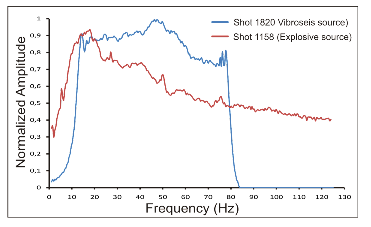 Shot 1820 Vibroseis source)
Shot 1158 (Explosive source)
Normalized Amplitude
1
0,9
0,8
0,7
0,6
0,5
0,4
0,3
0,2
0,1
0
0 10 20 30 40 50 60 70 80 90 100 110 120 130
Frequency (Hz)